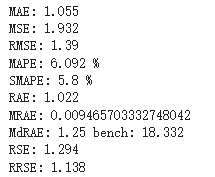 MAE: 1.055
MSE: 1.932
RMSE: 1.39
MAPE: 6.092 %
SMAPE: 5.8 %
RAE: 1.022
MRAE: 0.009465703332748042
MdRAE: 1.25 bench: 18.332
RSE: 1.294
RRSE: 1.138